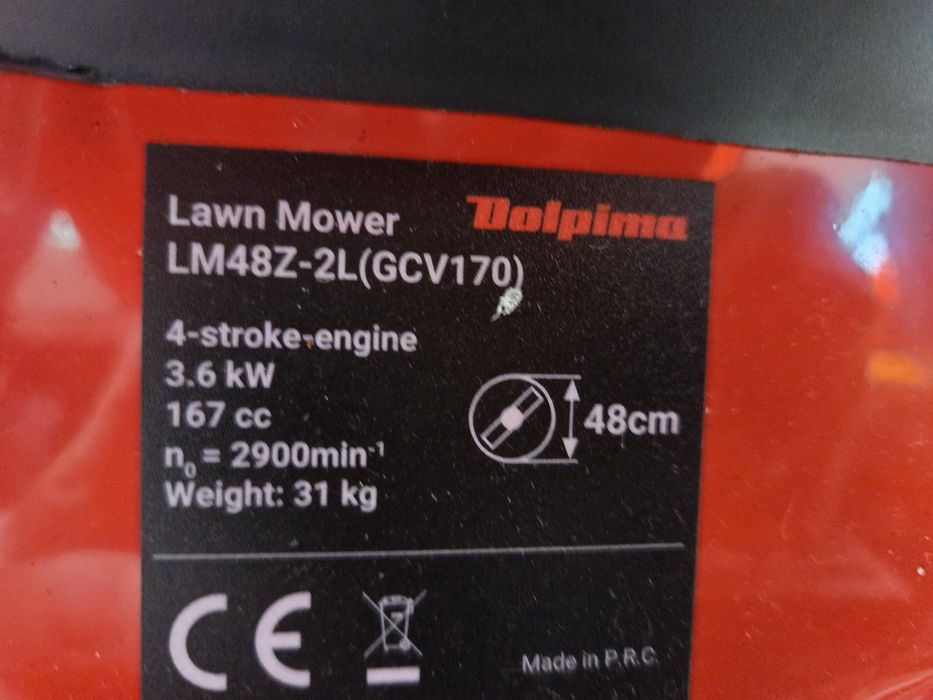 Lawn Mower
Dolpima
LM48Z-2L(GCV170)
4-stroke-engine
3.6 kW
167 cc
n₀ = 2900min⁻¹
Weight: 31 kg
48cm
CE
Made in P.R.C.